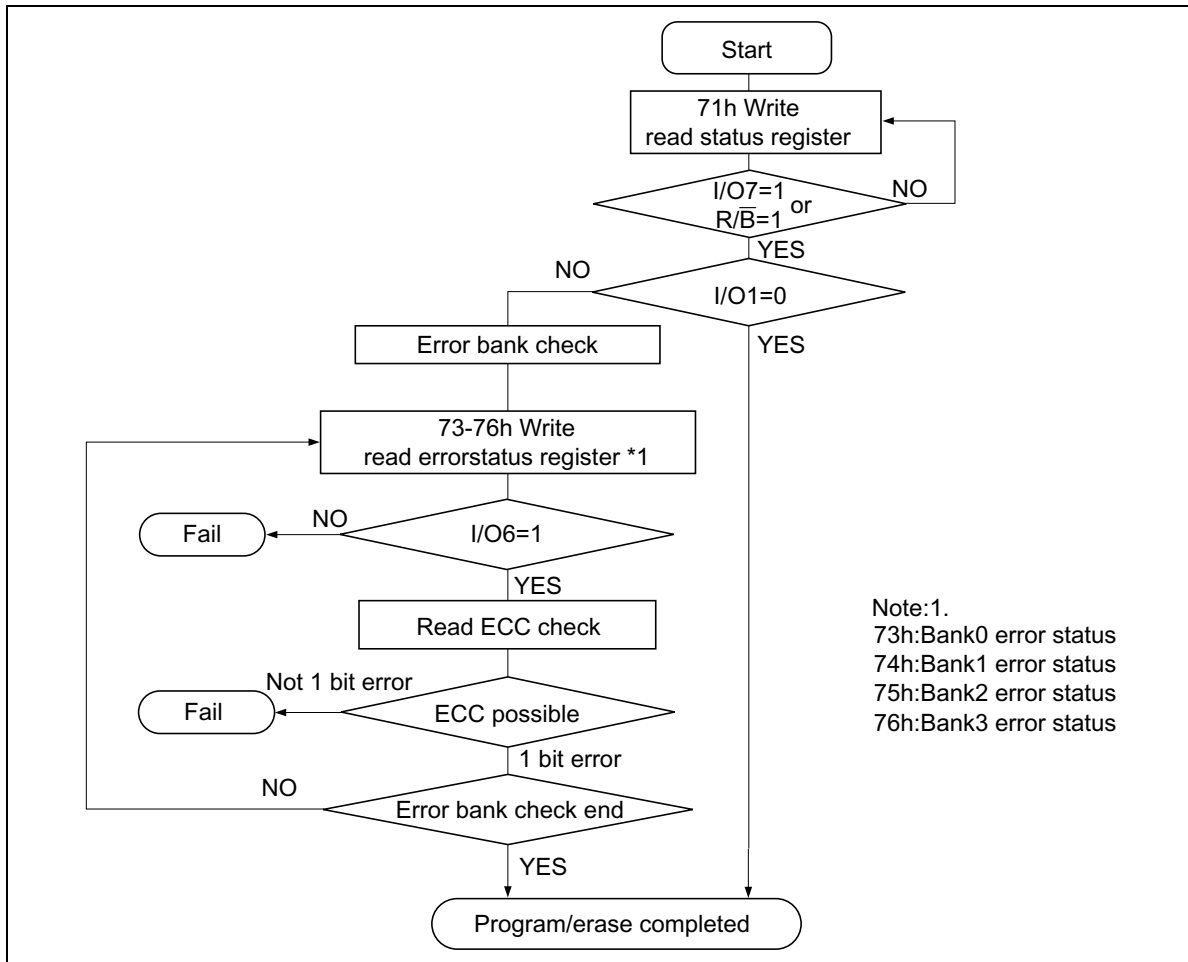 Start
71h Write
read status register
I/O7=1
or
R/B̅=1
NO
YES
NO
I/O1=0
YES
Error bank check
73-76h Write
read errorstatus register *1
Fail
NO
I/O6=1
YES
Read ECC check
Not 1 bit error
Fail
ECC possible
1 bit error
NO
Error bank check end
YES
Program/erase completed
Note:1.
73h:Bank0 error status
74h:Bank1 error status
75h:Bank2 error status
76h:Bank3 error status